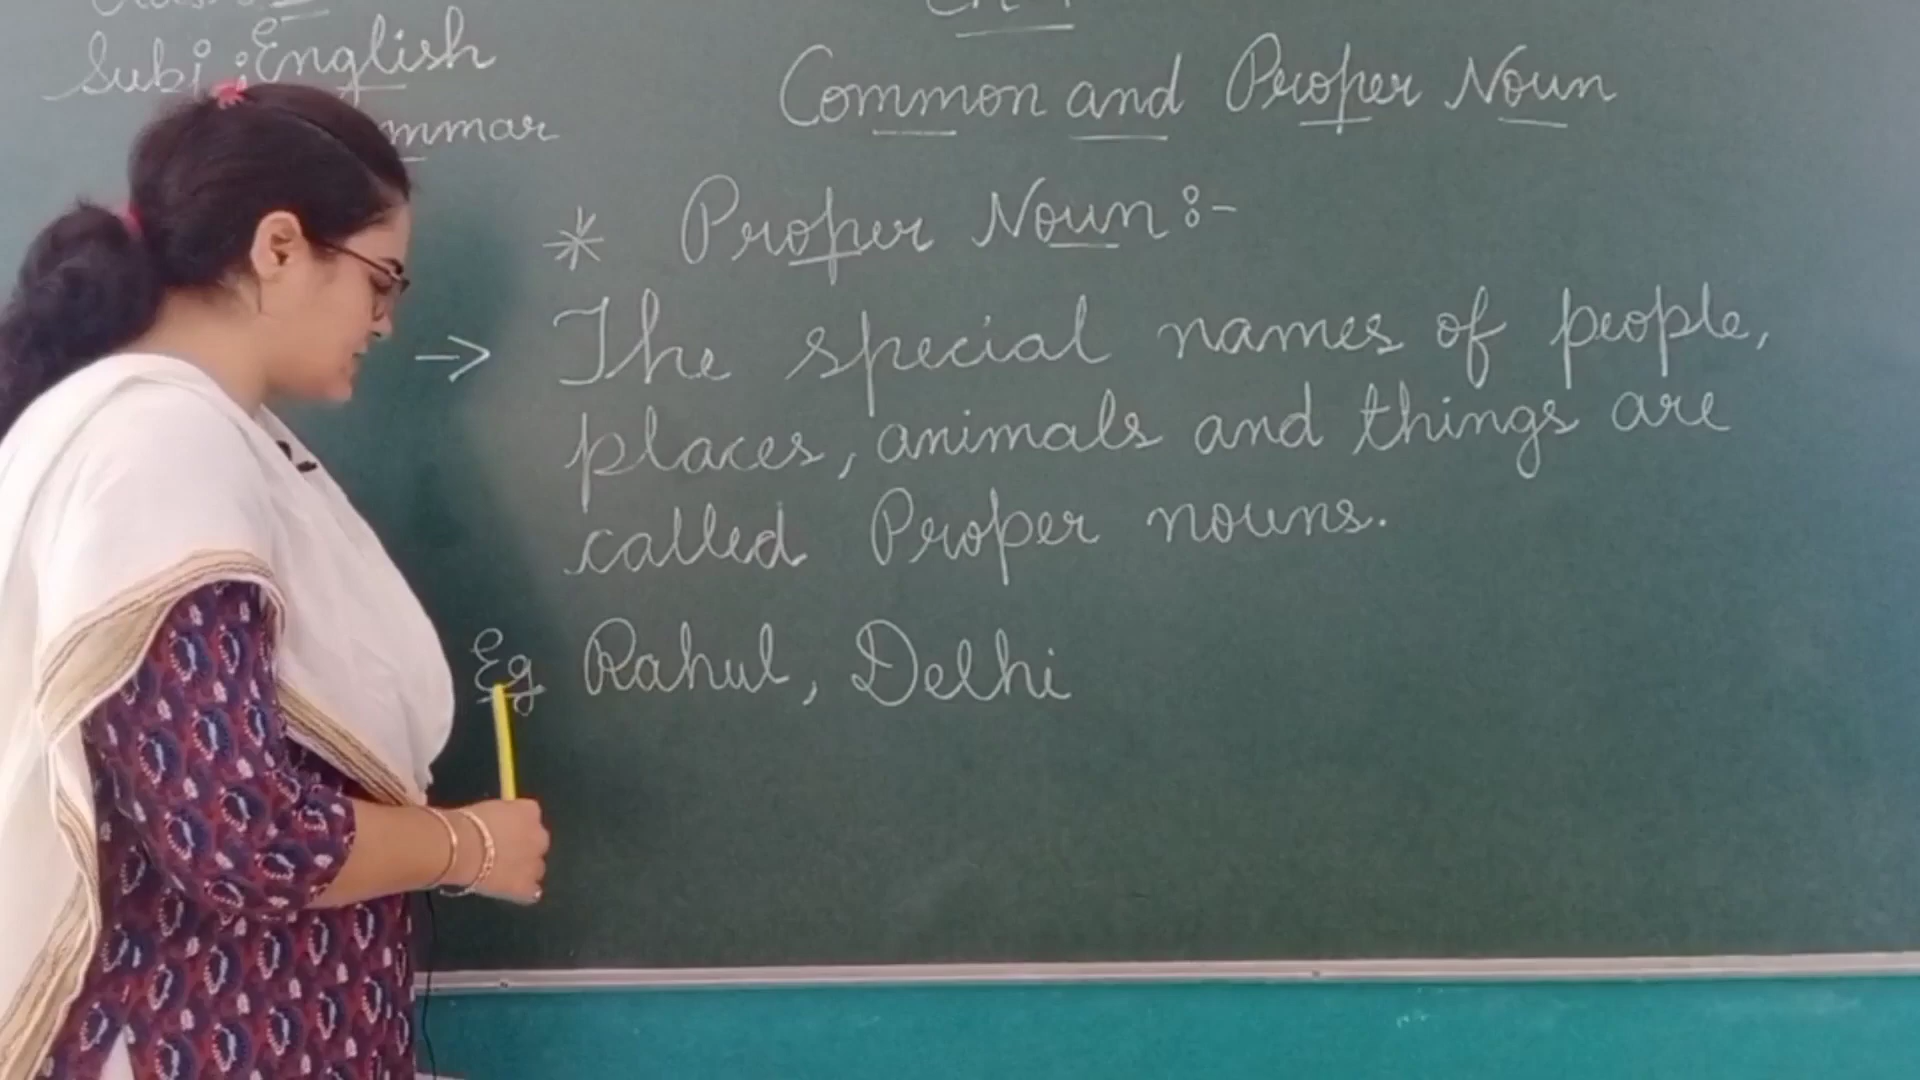 Subj : English
Common and Proper Noun
* Proper Noun :-
→ The special names of people,
places, animals and things are
called Proper nouns.
Eg Rahul, Delhi